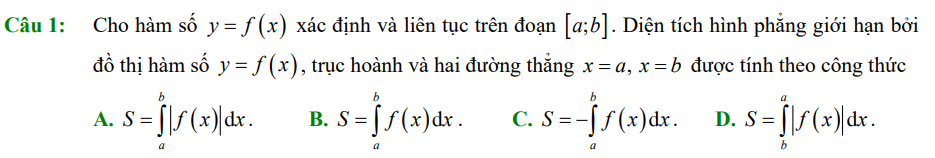 Câu 1: Cho hàm số y = f(x) xác định và liên tục trên đoạn [a;b]. Diện tích hình phẳng giới hạn bởi
đồ thị hàm số y = f(x), trục hoành và hai đường thẳng x = a, x = b được tính theo công thức
A. S = ∫_a^b |f(x)|dx. B. S = ∫_a^b f(x)dx. C. S = −∫_a^b f(x)dx. D. S = ∫_b^a |f(x)|dx.